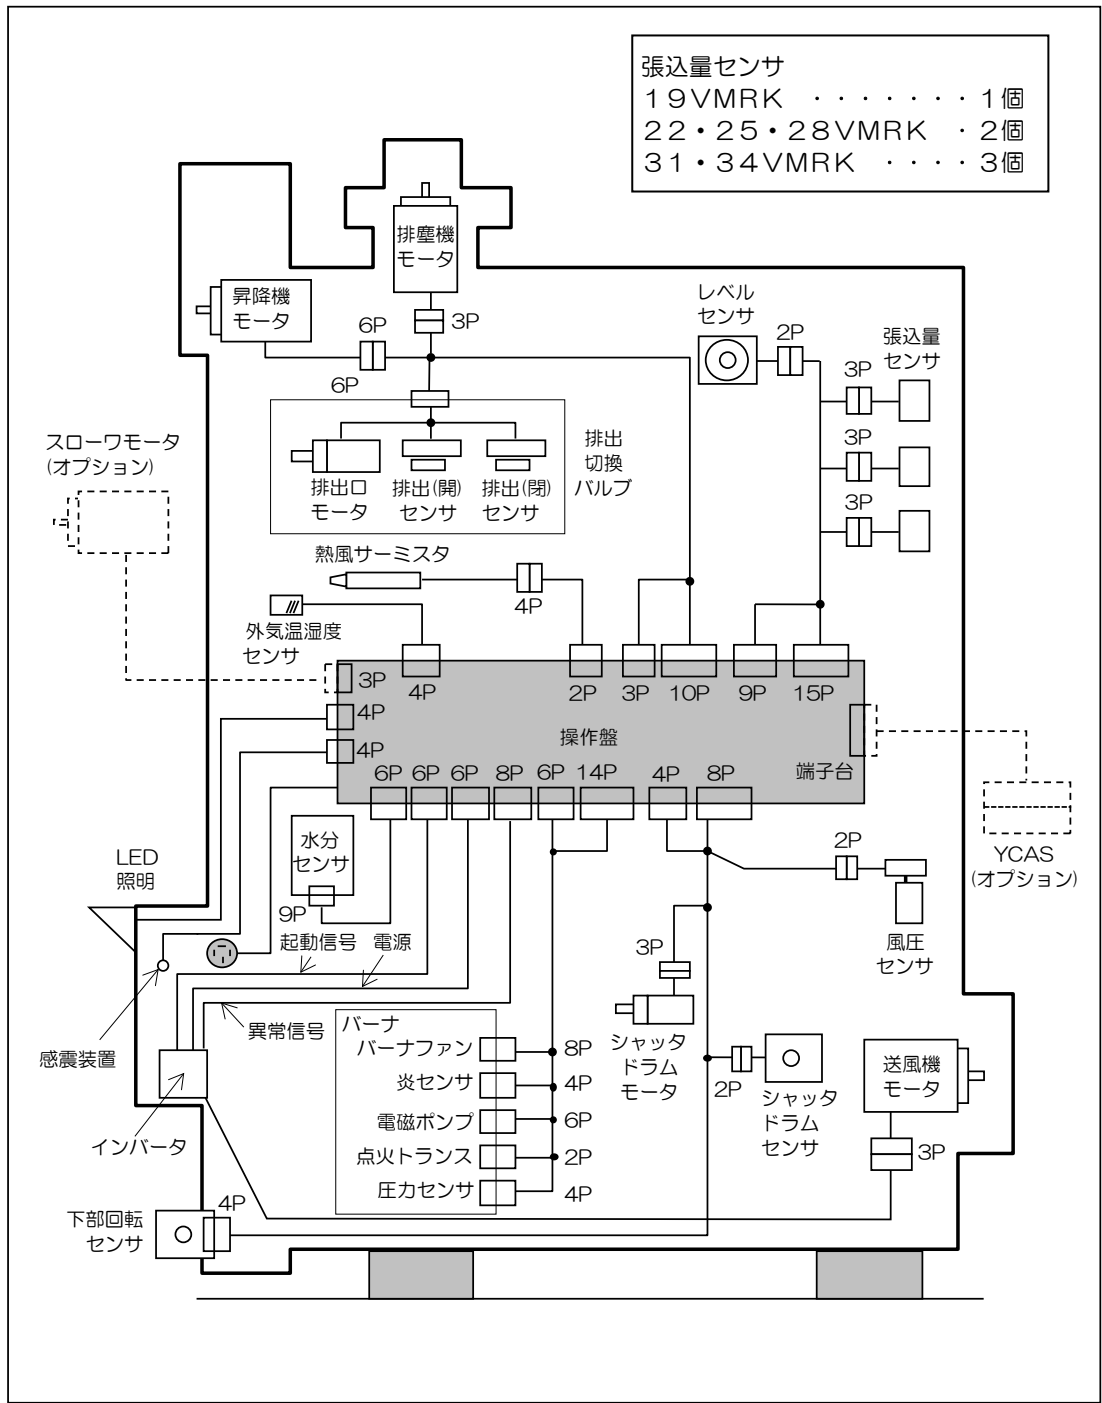 張込量センサ
19VMRK ・・・・・・・1個
22・25・28VMRK ・2個
31・34VMRK ・・・・3個
排塵機
モータ
昇降機
モータ
3P
6P
6P
レベル
センサ
2P
張込量
センサ
3P
3P
3P
スローワモータ
(オプション)
排出口
モータ
排出(開)
センサ
排出(閉)
センサ
排出
切換
バルブ
熱風サーミスタ
4P
外気温湿度
センサ
3P
4P
2P
3P
10P
9P
15P
4P
4P
操作盤
端子台
6P
6P
6P
8P
6P
14P
4P
8P
水分
センサ
9P
LED
照明
2P
YCAS
(オプション)
風圧
センサ
起動信号
電源
異常信号
感震装置
インバータ
3P
シャッタ
ドラム
モータ
バーナ
バーナファン
8P
炎センサ
4P
電磁ポンプ
6P
点火トランス
2P
圧力センサ
4P
2P
シャッタ
ドラム
センサ
送風機
モータ
3P
下部回転
センサ
4P